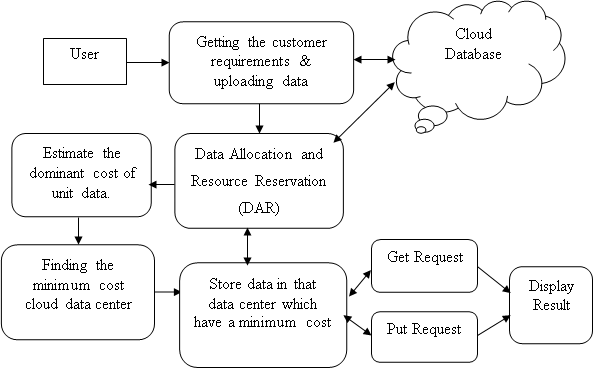 User
Getting the customer
requirements &
uploading data
Cloud
Database
Estimate the
dominant cost of
unit data.
Data Allocation and
Resource Reservation
(DAR)
Finding the
minimum cost
cloud data center
Store data in that
data center which
have a minimum cost
Get Request
Put Request
Display
Result